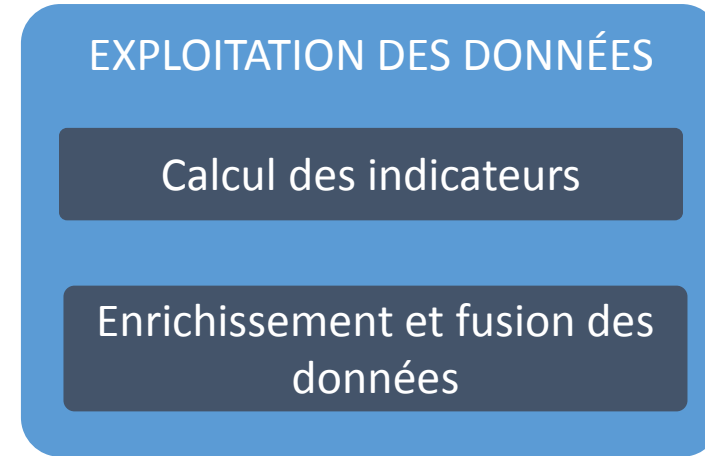 EXPLOITATION DES DONNÉES
Calcul des indicateurs
Enrichissement et fusion des
données